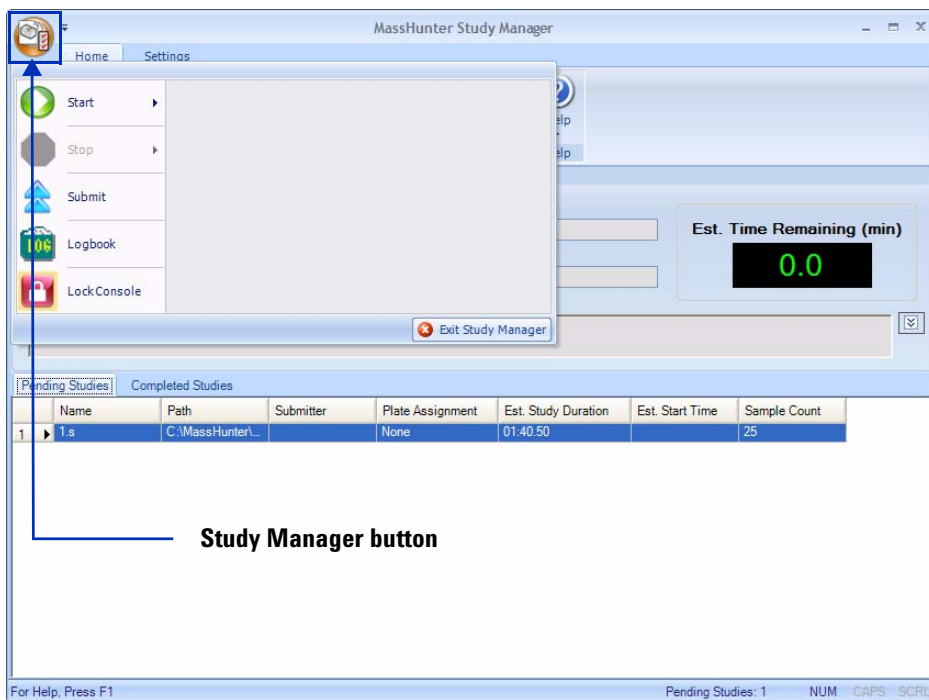 MassHunter Study Manager
Home Settings
Start
Stop
Submit
LOG
Logbook
Lock Console
elp
elp
Exit Study Manager
Est. Time Remaining (min)
0.0
Pending Studies Completed Studies
Name Path Submitter Plate Assignment Est. Study Duration Est. Start Time Sample Count
1 1.s C:\MassHunter\... None 01:40.50 25
Study Manager button
For Help, Press F1 Pending Studies: 1 NUM CAPS SCRL